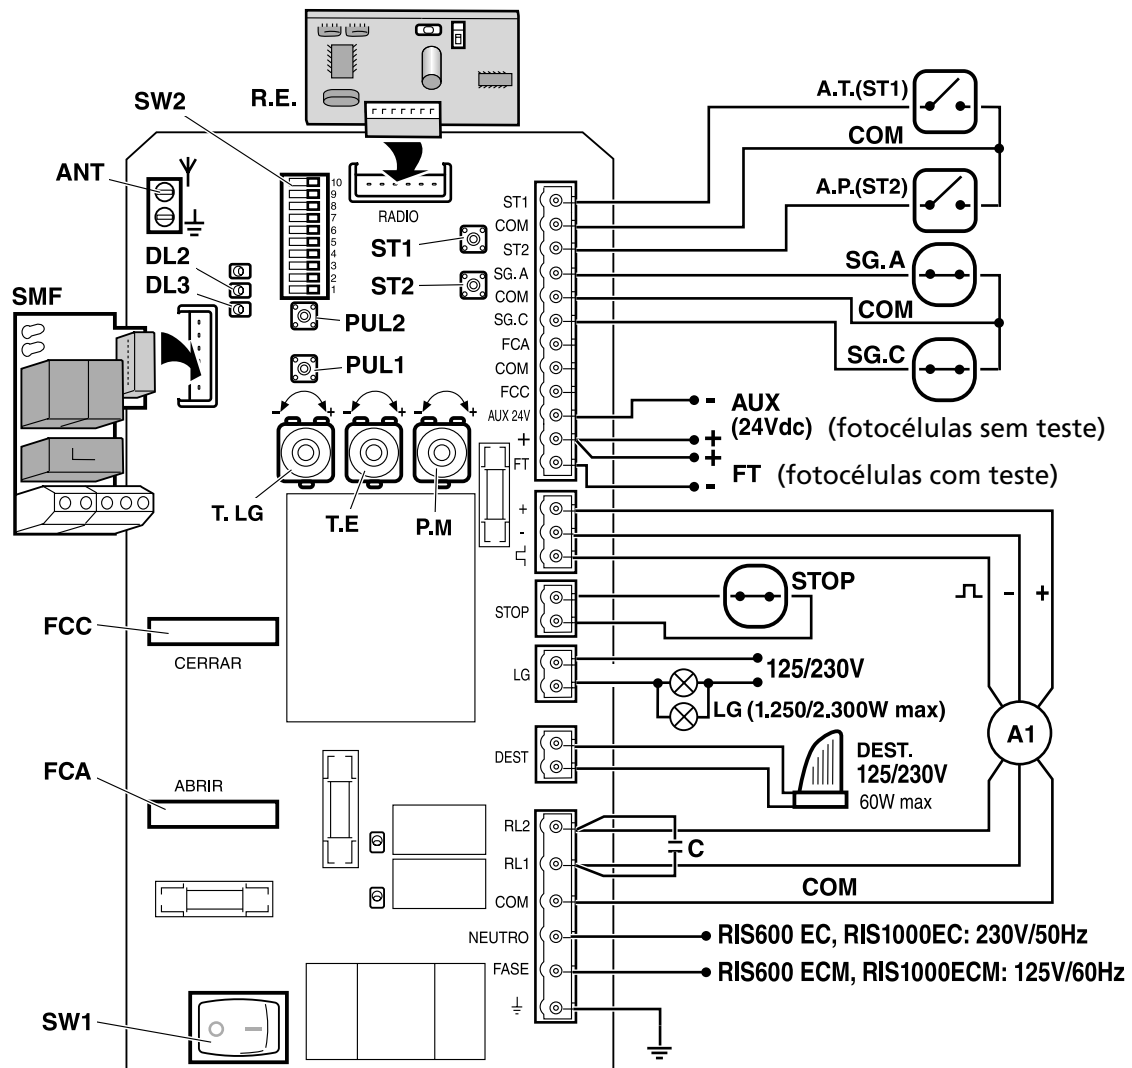 R.E.
SW2
ANT
RADIO
DL2
DL3
SMF
10
9
8
7
6
5
4
3
2
1
ST1
ST2
PUL2
PUL1
- +
- +
- +
T. LG
T.E
P.M
FCC
CERRAR
FCA
ABRIR
SW1
ST1
COM
ST2
SG.A
COM
SG.C
FCA
COM
FCC
AUX 24V
+
FT
+
-
STOP
LG
DEST
RL2
RL1
COM
NEUTRO
FASE
A.T.(ST1)
COM
A.P.(ST2)
SG.A
COM
SG.C
- AUX
(24Vdc) (fotocélulas sem teste)
+
+
FT (fotocélulas com teste)
-
STOP
- +
125/230V
LG (1.250/2.300W max)
A1
DEST.
125/230V
60W max
C
COM
RIS600 EC, RIS1000EC: 230V/50Hz
RIS600 ECM, RIS1000ECM: 125V/60Hz